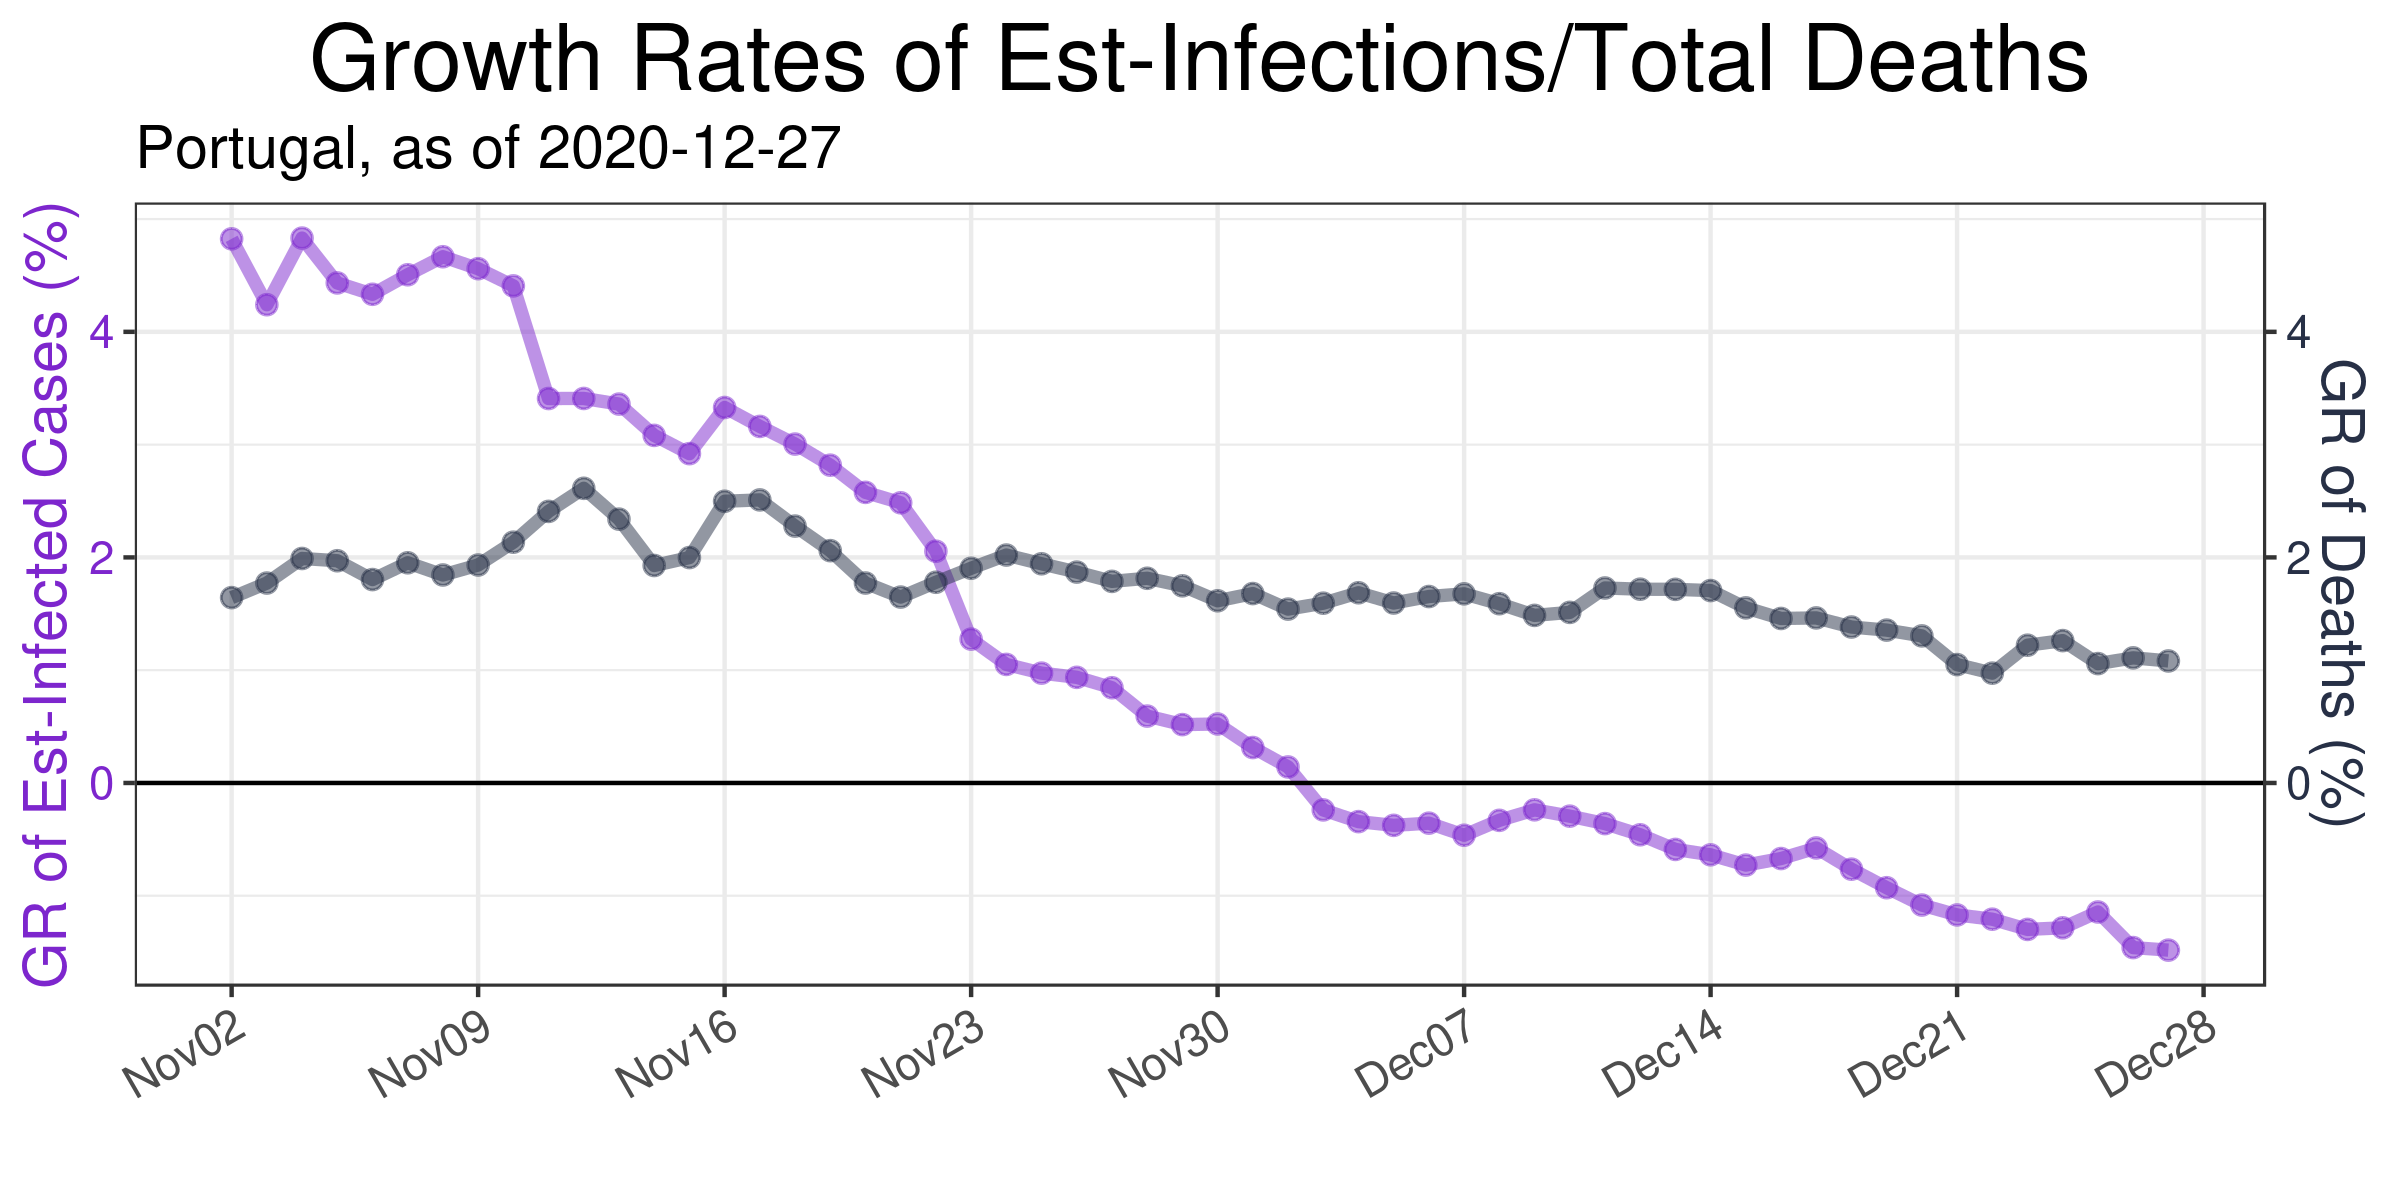 Growth Rates of Est-Infections/Total Deaths
Portugal, as of 2020-12-27
GR of Est-Infected Cases (%)
4
2
0
4
2
0
GR of Deaths (%)
Nov02
Nov09
Nov16
Nov23
Nov30
Dec07
Dec14
Dec21
Dec28